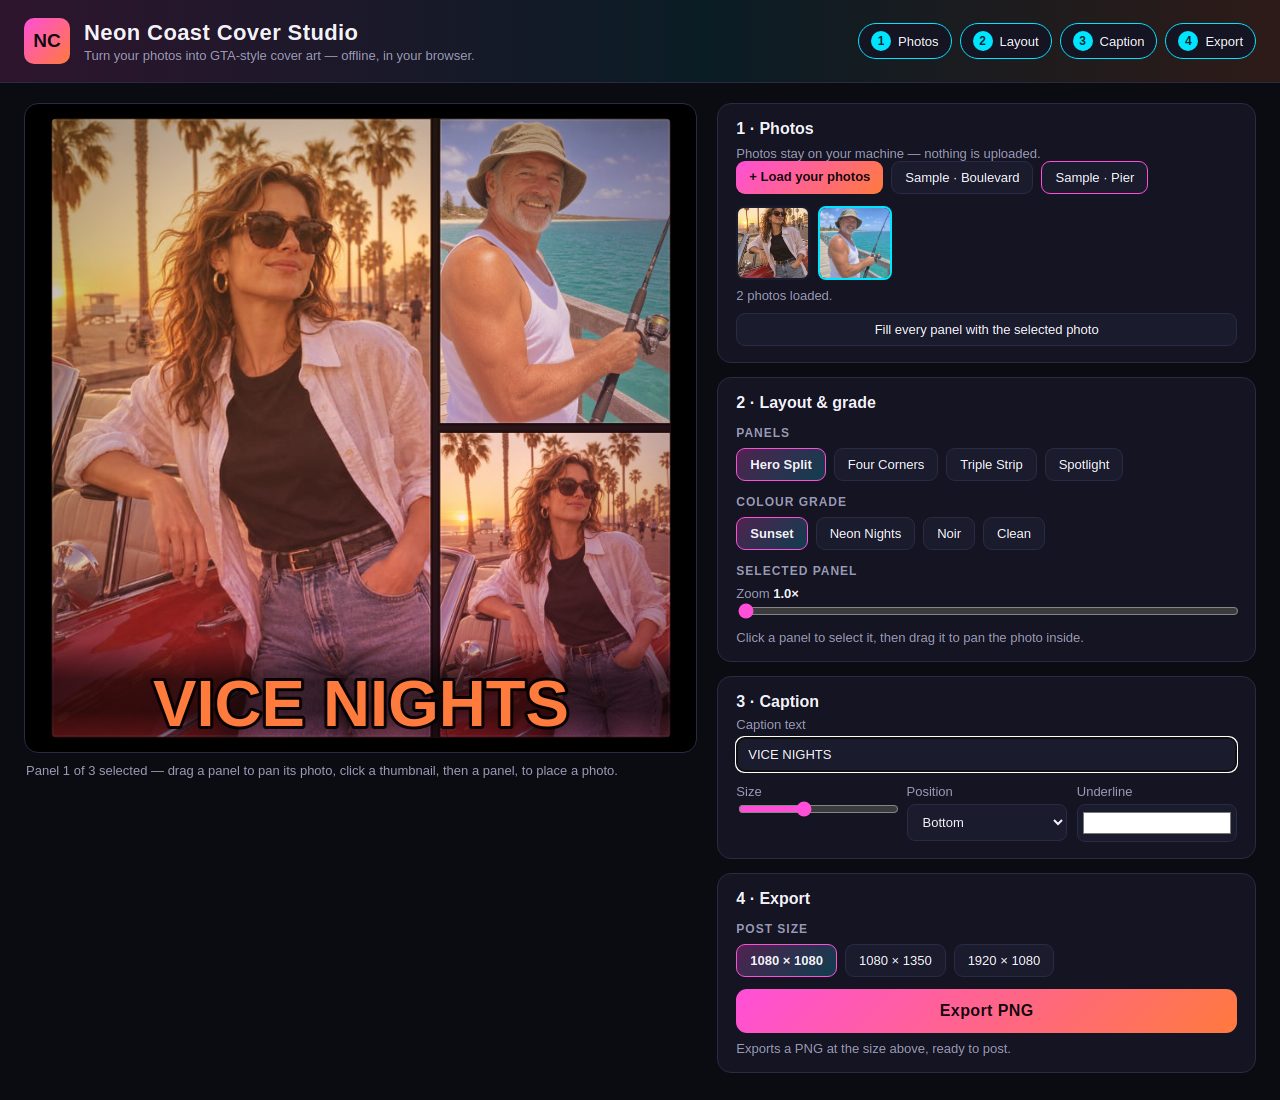 NC
Neon Coast Cover Studio
Turn your photos into GTA-style cover art — offline, in your browser.
1 Photos
2 Layout
3 Caption
4 Export
VICE NIGHTS
Panel 1 of 3 selected — drag a panel to pan its photo, click a thumbnail, then a panel, to place a photo.
1 · Photos
Photos stay on your machine — nothing is uploaded.
+ Load your photos
Sample · Boulevard
Sample · Pier
2 photos loaded.
Fill every panel with the selected photo
2 · Layout & grade
PANELS
Hero Split
Four Corners
Triple Strip
Spotlight
COLOUR GRADE
Sunset
Neon Nights
Noir
Clean
SELECTED PANEL
Zoom 1.0×
Click a panel to select it, then drag it to pan the photo inside.
3 · Caption
Caption text
VICE NIGHTS
Size
Position
Underline
Bottom
4 · Export
POST SIZE
1080 × 1080
1080 × 1350
1920 × 1080
Export PNG
Exports a PNG at the size above, ready to post.